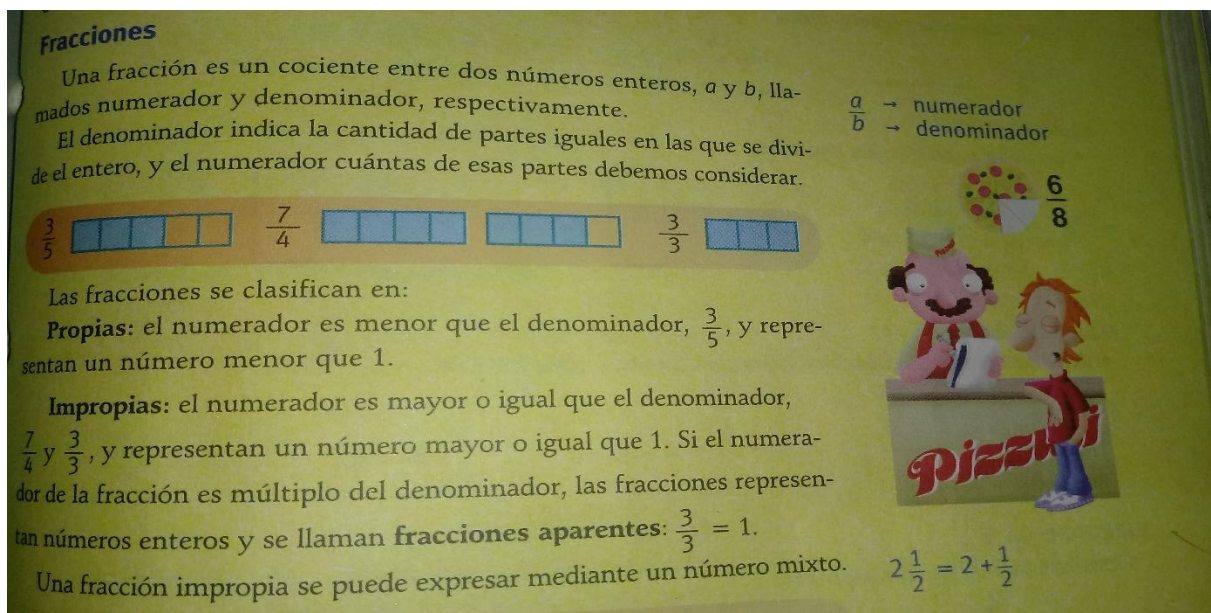 Fracciones
Una fracción es un cociente entre dos números enteros, a y b, lla-
mados numerador y denominador, respectivamente.
El denominador indica la cantidad de partes iguales en las que se divi-
de el entero, y el numerador cuántas de esas partes debemos considerar.
a/b → numerador
→ denominador
6/8
3/5 7/4 3/3
Las fracciones se clasifican en:
Propias: el numerador es menor que el denominador, 3/5, y repre-
sentan un número menor que 1.
Impropias: el numerador es mayor o igual que el denominador,
7/4 y 3/3, y representan un número mayor o igual que 1. Si el numera-
dor de la fracción es múltiplo del denominador, las fracciones represen-
tan números enteros y se llaman fracciones aparentes: 3/3 = 1.
Una fracción impropia se puede expresar mediante un número mixto.
2 1/2 = 2 + 1/2